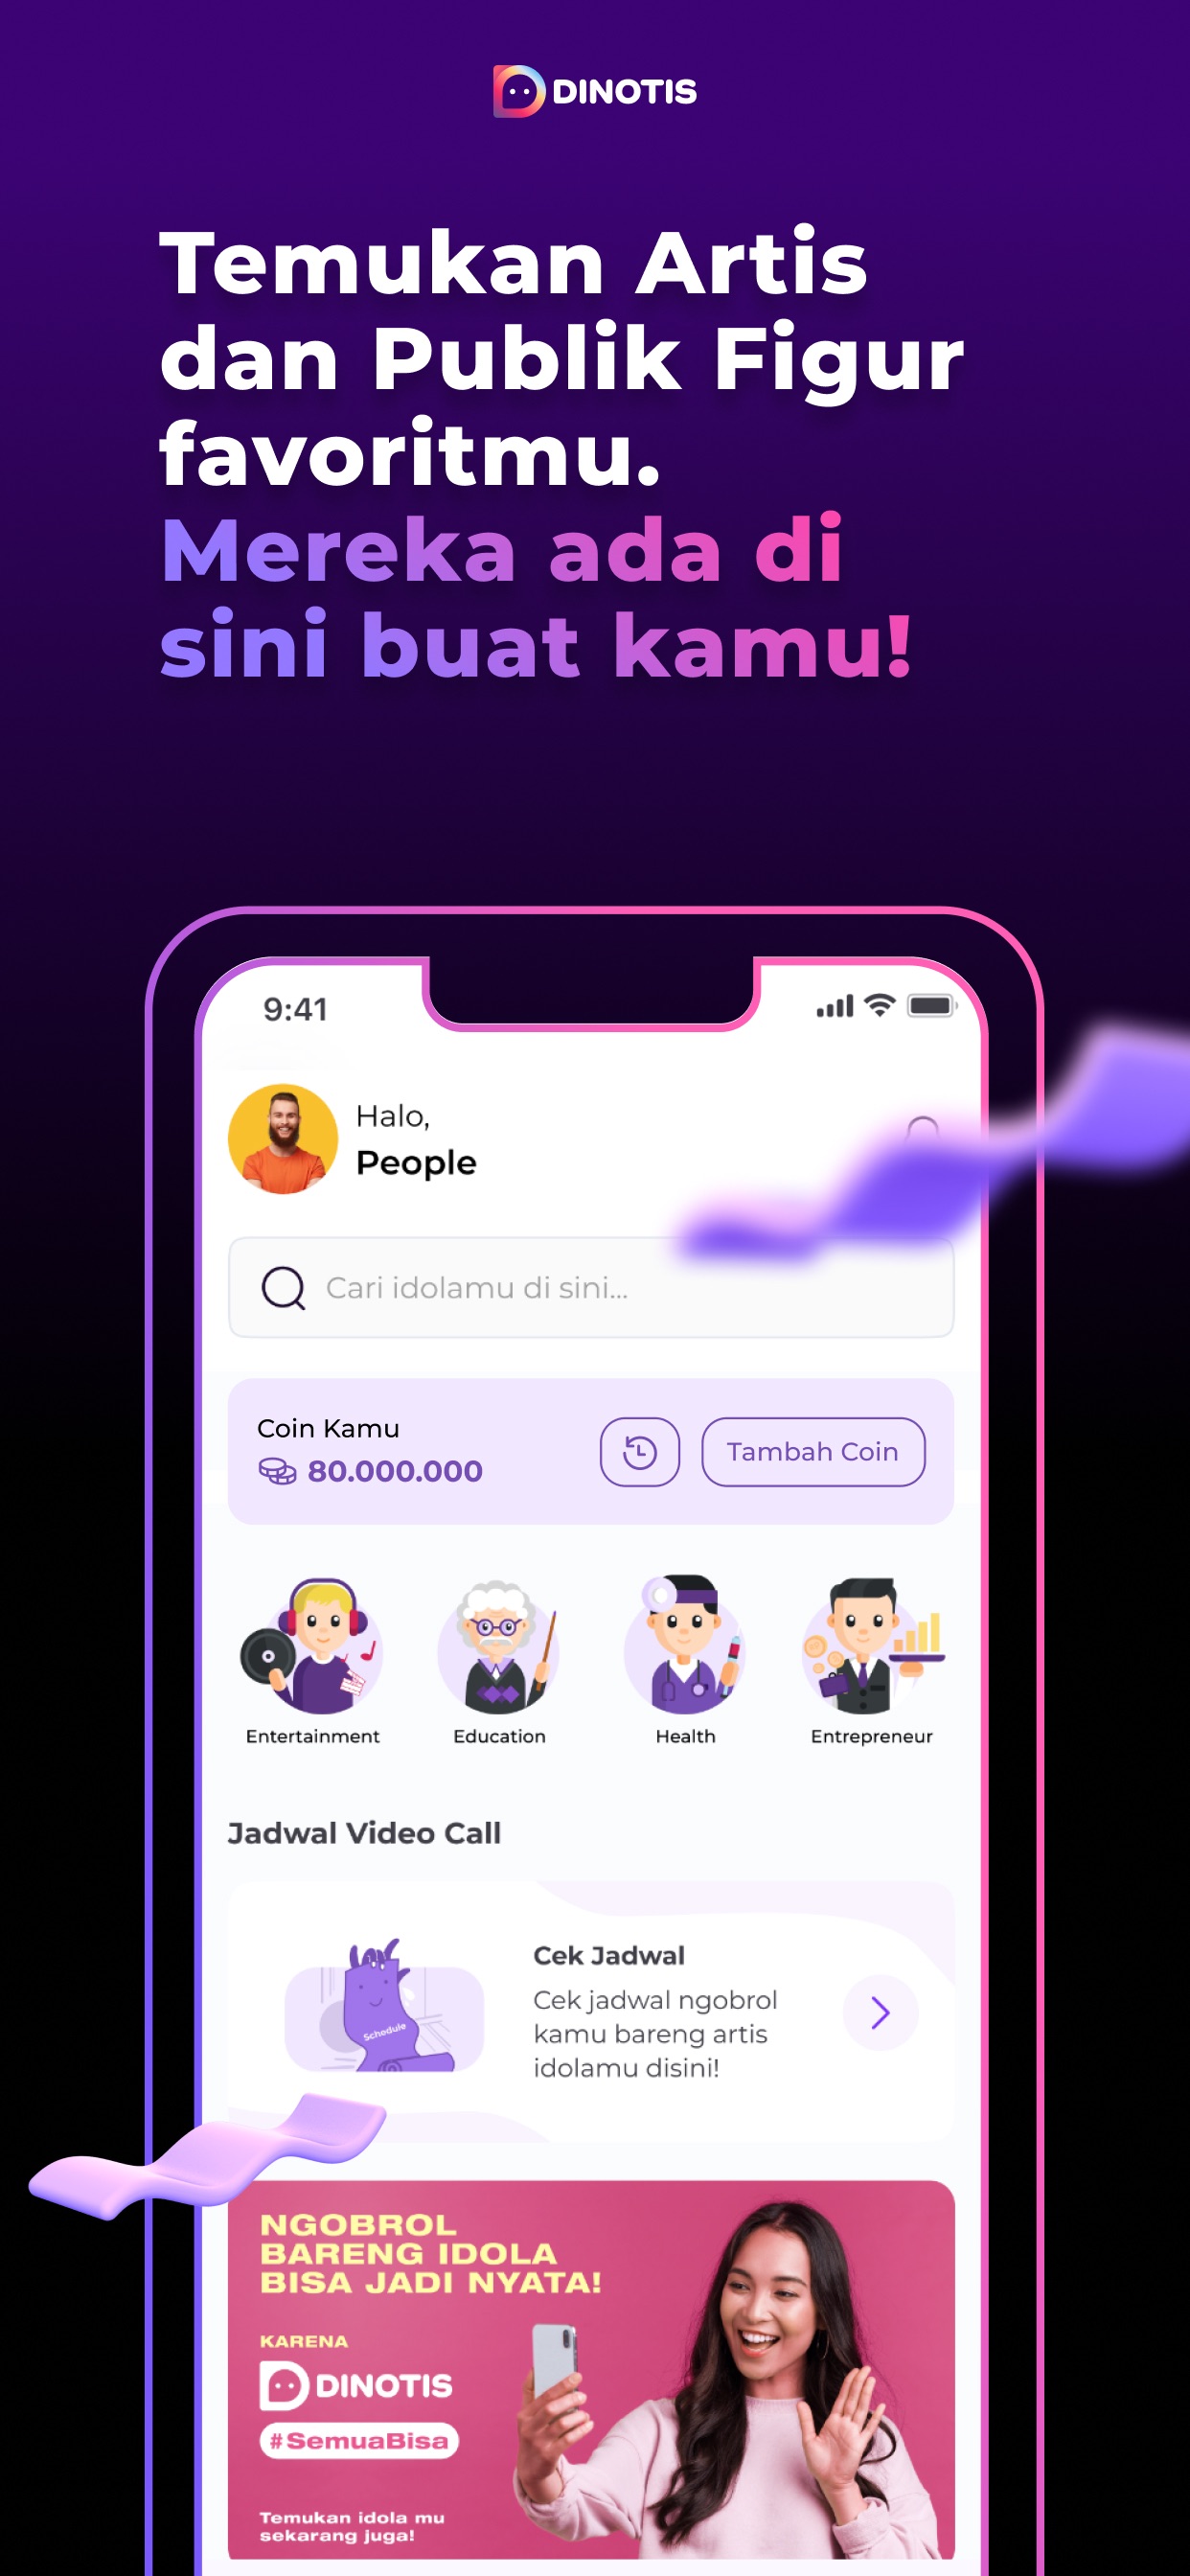 DINOTIS
Temukan Artis
dan Publik Figur
favoritmu.
Mereka ada di
sini buat kamu!
9:41
Halo,
People
Cari idolamu di sini...
Coin Kamu
80.000.000
Tambah Coin
Entertainment
Education
Health
Entrepreneur
Jadwal Video Call
Schedule
Cek Jadwal
Cek jadwal ngobrol
kamu bareng artis
idolamu disini!
NGOBROL
BARENG IDOLA
BISA JADI NYATA!
KARENA
DINOTIS
#SemuaBisa
Temukan idola mu
sekarang juga!